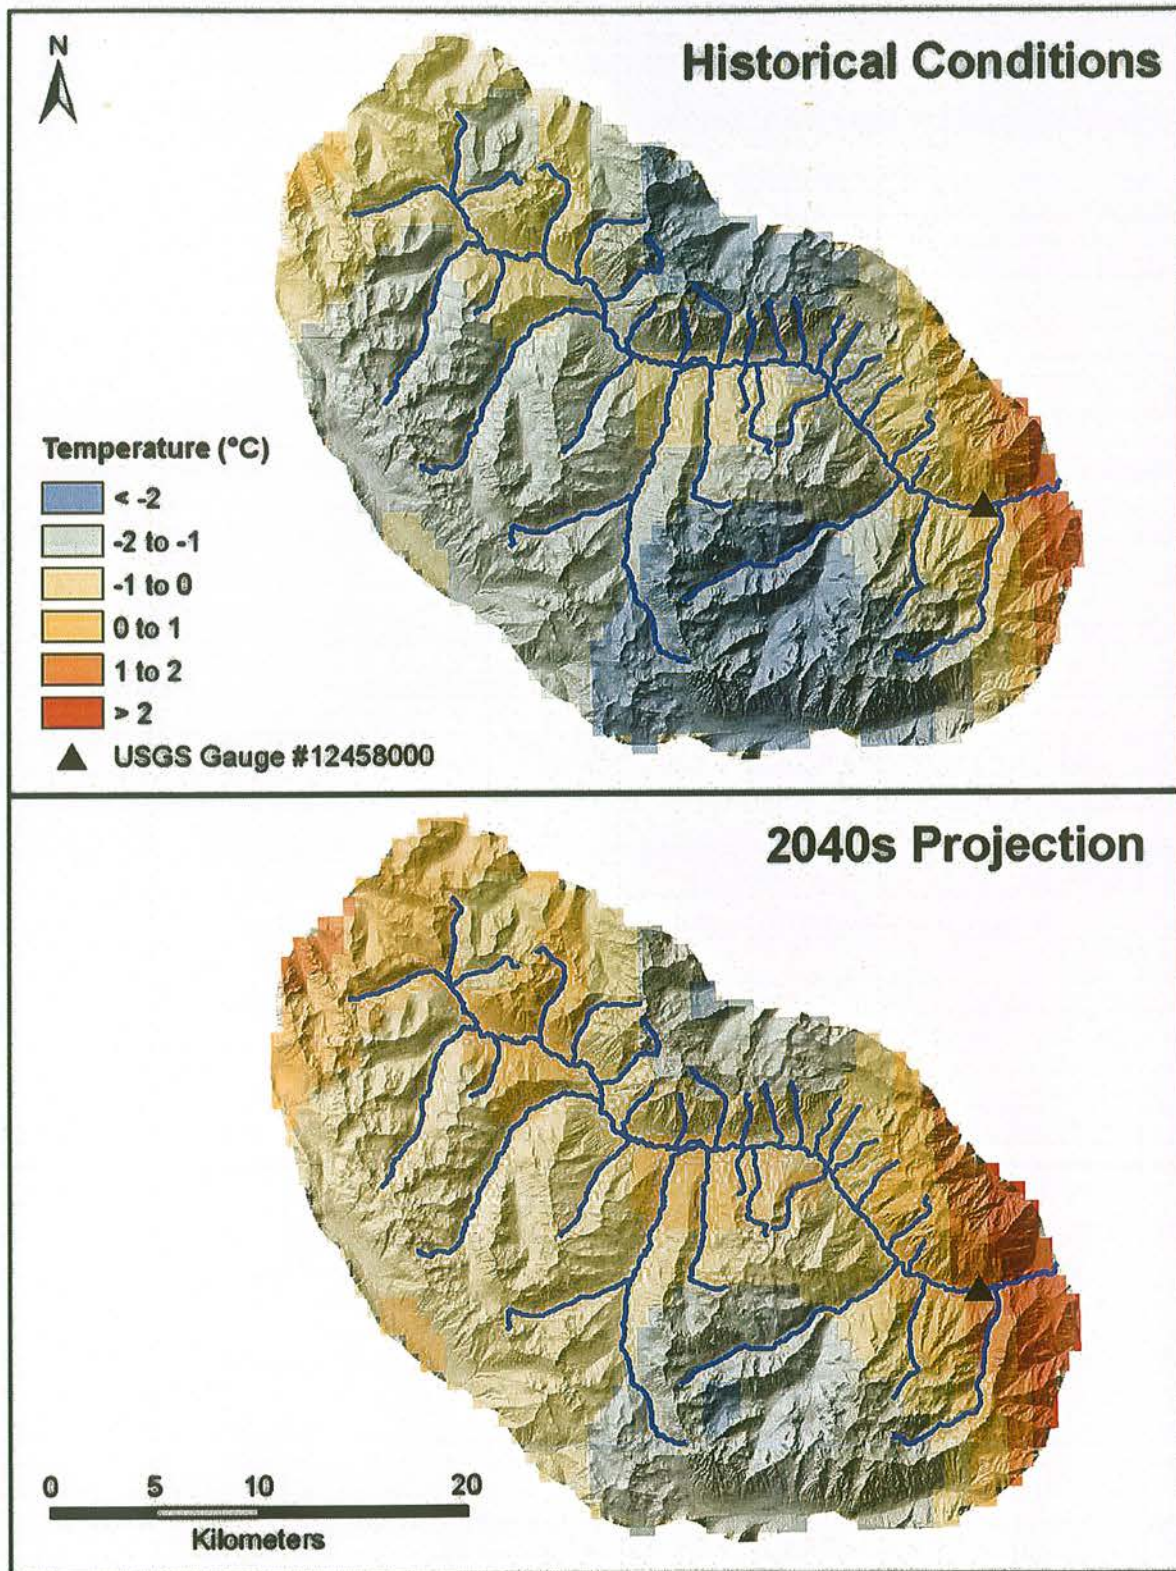 N
Historical Conditions
Temperature (°C)
< -2
-2 to -1
-1 to 0
0 to 1
1 to 2
> 2
USGS Gauge #12458000
2040s Projection
0 5 10 20
Kilometers